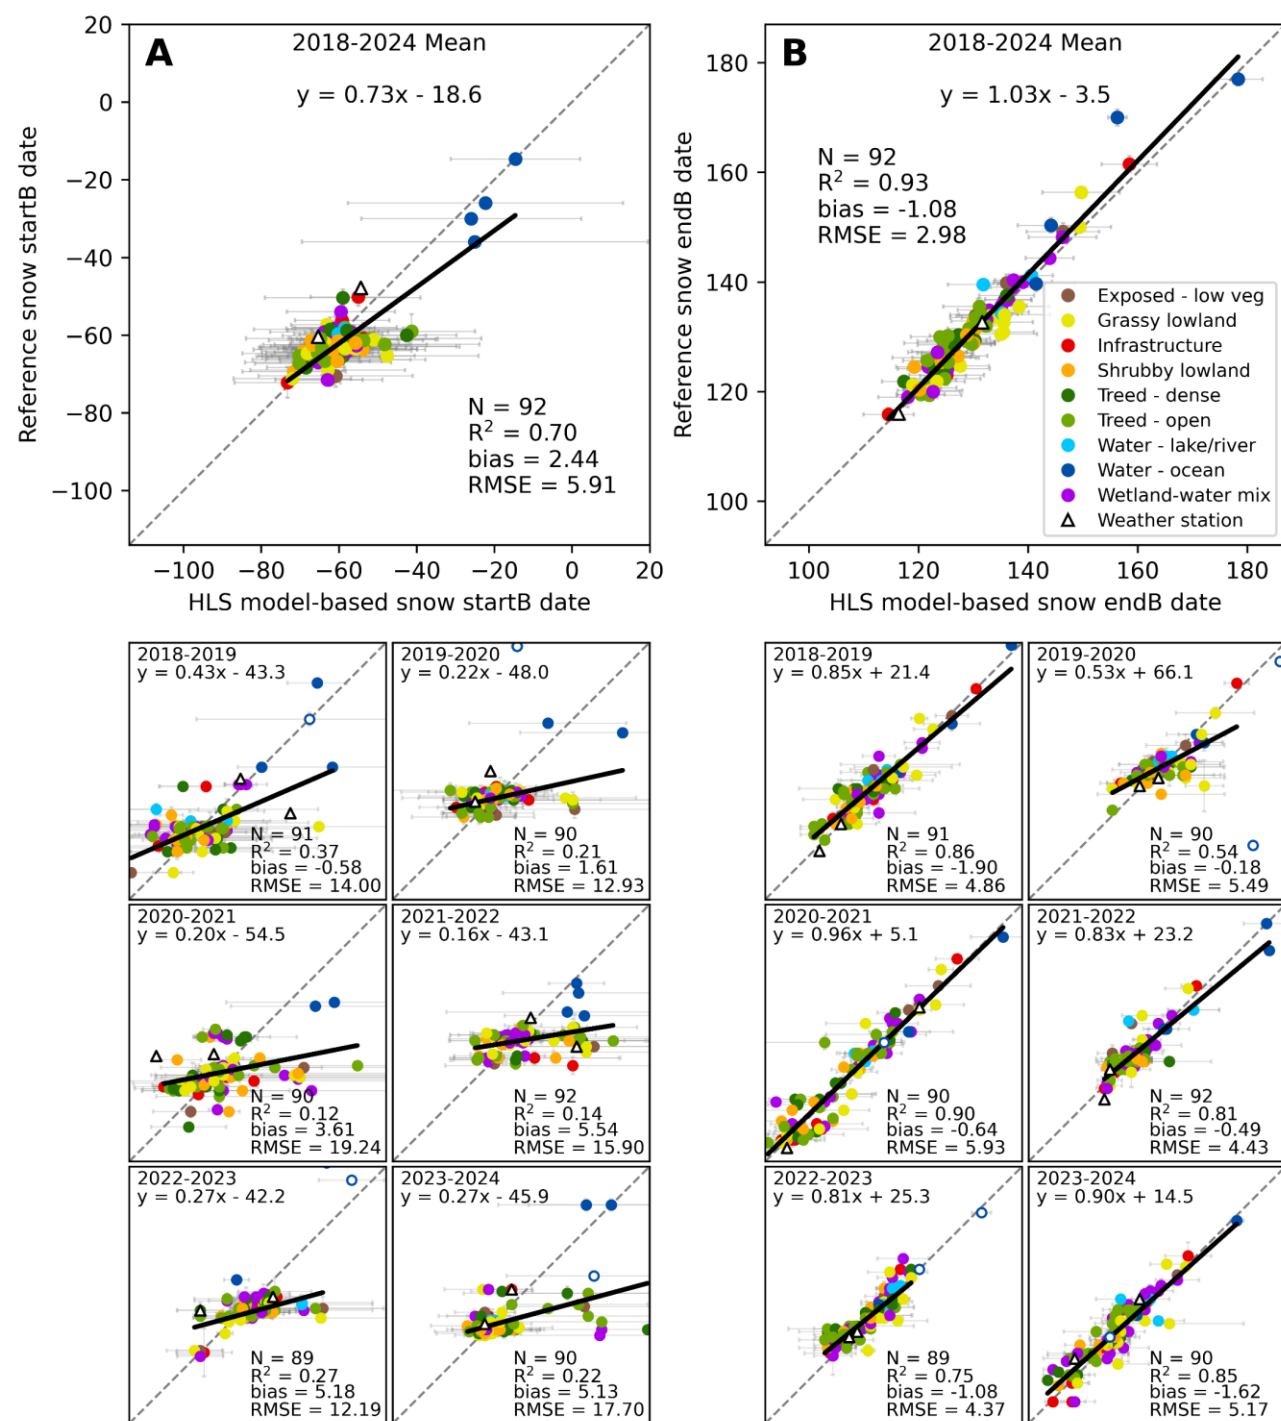 A
2018-2024 Mean
y = 0.73x - 18.6
N = 92
R² = 0.70
bias = 2.44
RMSE = 5.91
20
0
−20
−40
−60
−80
−100
Reference snow startB date
−100 −80 −60 −40 −20 0 20
HLS model-based snow startB date
B
2018-2024 Mean
y = 1.03x - 3.5
N = 92
R² = 0.93
bias = -1.08
RMSE = 2.98
180
160
140
120
100
Reference snow endB date
Exposed - low veg
Grassy lowland
Infrastructure
Shrubby lowland
Treed - dense
Treed - open
Water - lake/river
Water - ocean
Wetland-water mix
Weather station
100 120 140 160 180
HLS model-based snow endB date
2018-2019
y = 0.43x - 43.3
N = 91
R² = 0.37
bias = -0.58
RMSE = 14.00
2019-2020
y = 0.22x - 48.0
N = 90
R² = 0.21
bias = 1.61
RMSE = 12.93
2018-2019
y = 0.85x + 21.4
N = 91
R² = 0.86
bias = -1.90
RMSE = 4.86
2019-2020
y = 0.53x + 66.1
N = 90
R² = 0.54
bias = -0.18
RMSE = 5.49
2020-2021
y = 0.20x - 54.5
N = 90
R² = 0.12
bias = 3.61
RMSE = 19.24
2021-2022
y = 0.16x - 43.1
N = 92
R² = 0.14
bias = 5.54
RMSE = 15.90
2020-2021
y = 0.96x + 5.1
N = 90
R² = 0.90
bias = -0.64
RMSE = 5.93
2021-2022
y = 0.83x + 23.2
N = 92
R² = 0.81
bias = -0.49
RMSE = 4.43
2022-2023
y = 0.27x - 42.2
N = 89
R² = 0.27
bias = 5.18
RMSE = 12.19
2023-2024
y = 0.27x - 45.9
N = 90
R² = 0.22
bias = 5.13
RMSE = 17.70
2022-2023
y = 0.81x + 25.3
N = 89
R² = 0.75
bias = -1.08
RMSE = 4.37
2023-2024
y = 0.90x + 14.5
N = 90
R² = 0.85
bias = -1.62
RMSE = 5.17